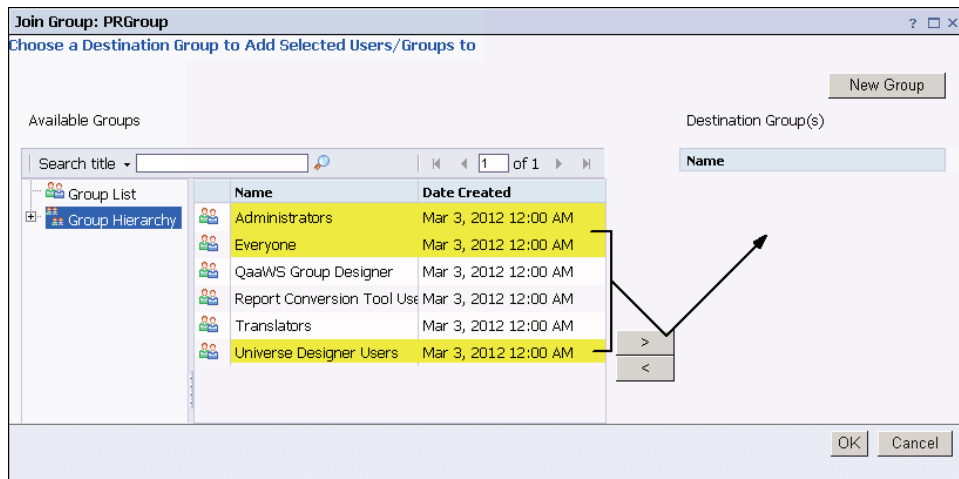 Join Group: PRGroup
?
Choose a Destination Group to Add Selected Users/Groups to
New Group
Available Groups
Destination Group(s)
Search title
1 of 1
Name
Group List
Group Hierarchy
Name Date Created
Administrators Mar 3, 2012 12:00 AM
Everyone Mar 3, 2012 12:00 AM
QaaWS Group Designer Mar 3, 2012 12:00 AM
Report Conversion Tool Use Mar 3, 2012 12:00 AM
Translators Mar 3, 2012 12:00 AM
Universe Designer Users Mar 3, 2012 12:00 AM
>
<
OK Cancel